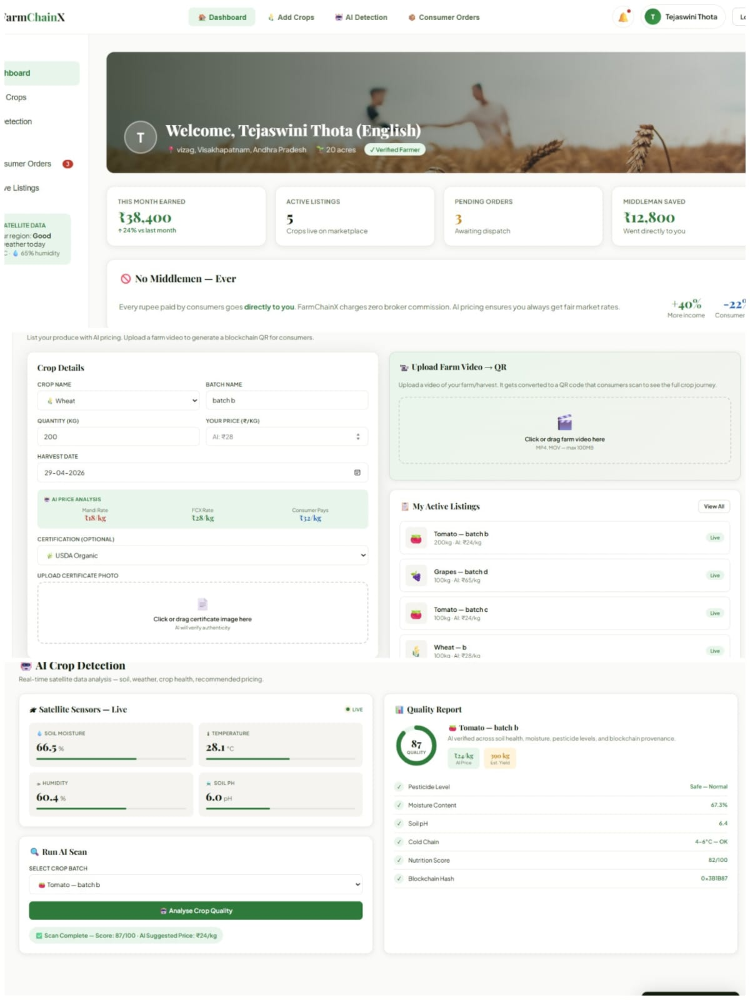 FarmChainX
Dashboard
Add Crops
AI Detection
Consumer Orders
T
Tejaswini Thota
Lo
hboard
Crops
etection
sumer Orders 3
ve Listings
ATELLITE DATA
ur region: Good
eather today
C · 65% humidity
T
Welcome, Tejaswini Thota (English)
vizag, Visakhapatnam, Andhra Pradesh 20 acres ✓ Verified Farmer
THIS MONTH EARNED
₹38,400
↑ 24% vs last month
ACTIVE LISTINGS
5
Crops live on marketplace
PENDING ORDERS
3
Awaiting dispatch
MIDDLEMAN SAVED
₹12,800
Went directly to you
No Middlemen — Ever
Every rupee paid by consumers goes directly to you. FarmChainX charges zero broker commission. AI pricing ensures you always get fair market rates.
+40%
More income
-22%
Consumer
List your produce with AI pricing. Upload a farm video to generate a blockchain QR for consumers.
Crop Details
CROP NAME
Wheat
BATCH NAME
batch b
QUANTITY (KG)
200
YOUR PRICE (₹/KG)
AI: ₹28
HARVEST DATE
29-04-2026
AI PRICE ANALYSIS
Mandi Rate
₹18/kg
FCX Rate
₹28/kg
Consumer Pays
₹32/kg
CERTIFICATION (OPTIONAL)
USDA Organic
UPLOAD CERTIFICATE PHOTO
Click or drag certificate image here
AI will verify authenticity
Upload Farm Video → QR
Upload a video of your farm/harvest. It gets converted to a QR code that consumers scan to see the full crop journey.
Click or drag farm video here
MP4, MOV — max 100MB
My Active Listings
View All
Tomato — batch b
200kg · AI: ₹24/kg
Live
Grapes — batch d
100kg · AI: ₹65/kg
Live
Tomato — batch c
100kg · AI: ₹24/kg
Live
Wheat — b
100kg · AI: ₹28/kg
Live
AI Crop Detection
Real-time satellite data analysis — soil, weather, crop health, recommended pricing.
Satellite Sensors — Live
LIVE
SOIL MOISTURE
66.5 %
TEMPERATURE
28.1 °C
HUMIDITY
60.4 %
SOIL PH
6.0 pH
Run AI Scan
SELECT CROP BATCH
Tomato — batch b
Analyse Crop Quality
Scan Complete — Score: 87/100 · AI Suggested Price: ₹24/kg
Quality Report
87
QUALITY
Tomato — batch b
AI verified across soil health, moisture, pesticide levels, and blockchain provenance.
₹24/kg
AI Price
390 kg
Est. Yield
✓ Pesticide Level Safe — Normal
✓ Moisture Content 67.3%
✓ Soil pH 6.4
✓ Cold Chain 4-6°C — OK
✓ Nutrition Score 82/100
✓ Blockchain Hash 0x3B1B87